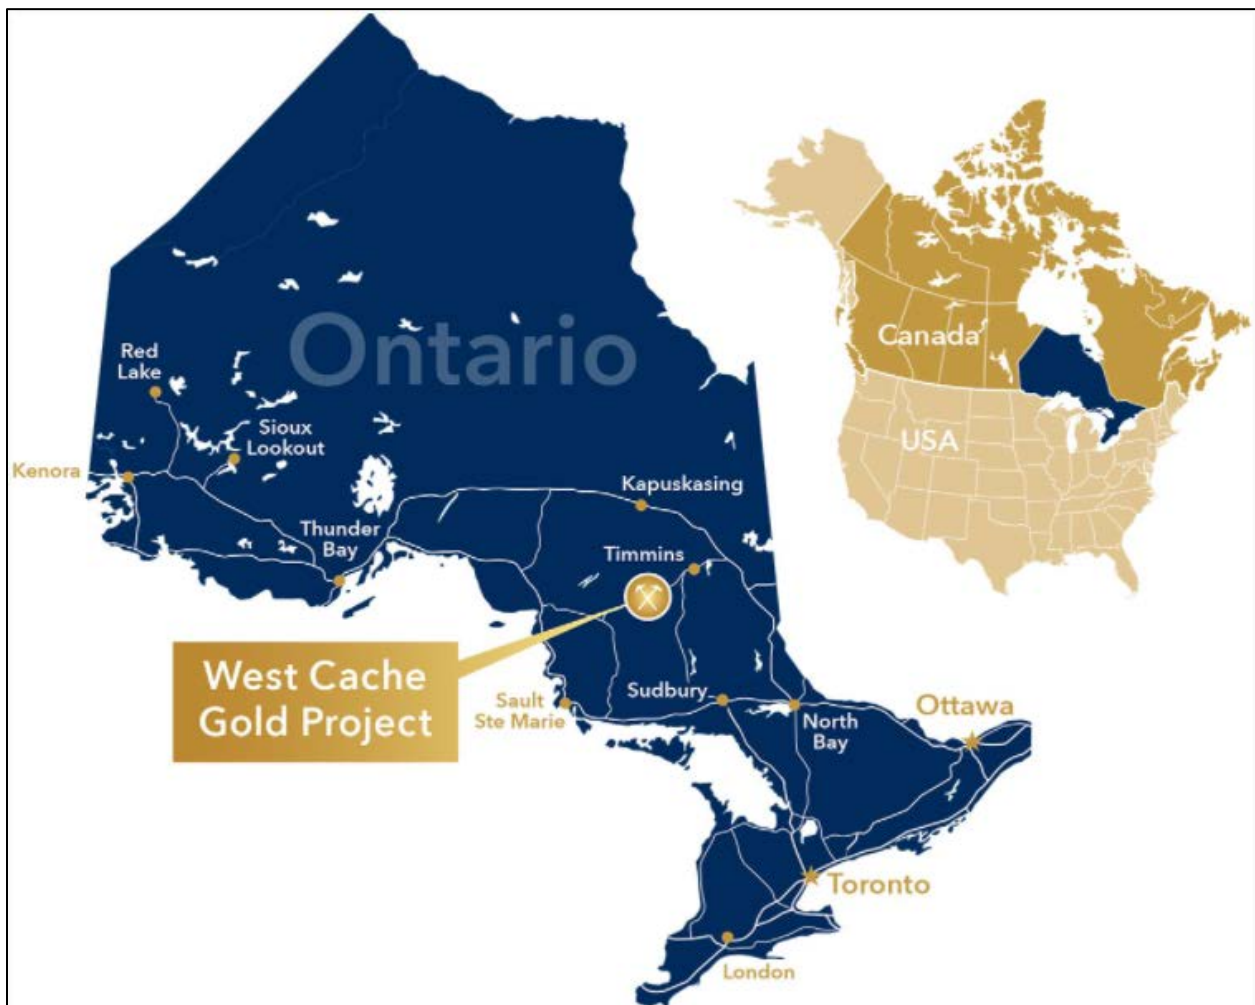 Ontario
Canada
USA
Red
Lake
Sioux
Lookout
Kenora
Kapuskasing
Thunder
Bay
Timmins
West Cache
Gold Project
Sault
Ste Marie
Sudbury
North
Bay
Ottawa
Toronto
London